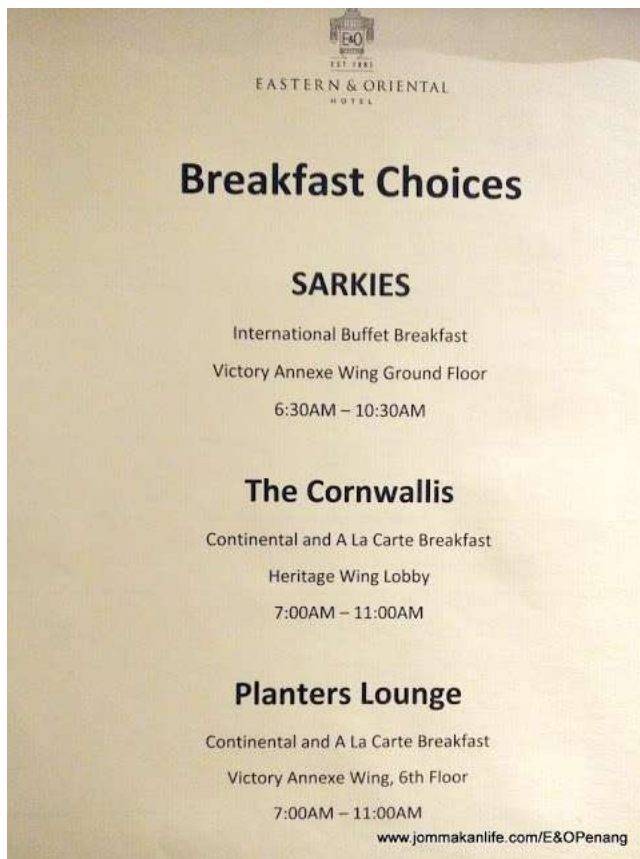 E&O
EST 1885
EASTERN & ORIENTAL
HOTEL
Breakfast Choices
SARKIES
International Buffet Breakfast
Victory Annexe Wing Ground Floor
6:30AM – 10:30AM
The Cornwallis
Continental and A La Carte Breakfast
Heritage Wing Lobby
7:00AM – 11:00AM
Planters Lounge
Continental and A La Carte Breakfast
Victory Annexe Wing, 6th Floor
7:00AM – 11:00AM
www.jommakanlife.com/E&OPenang